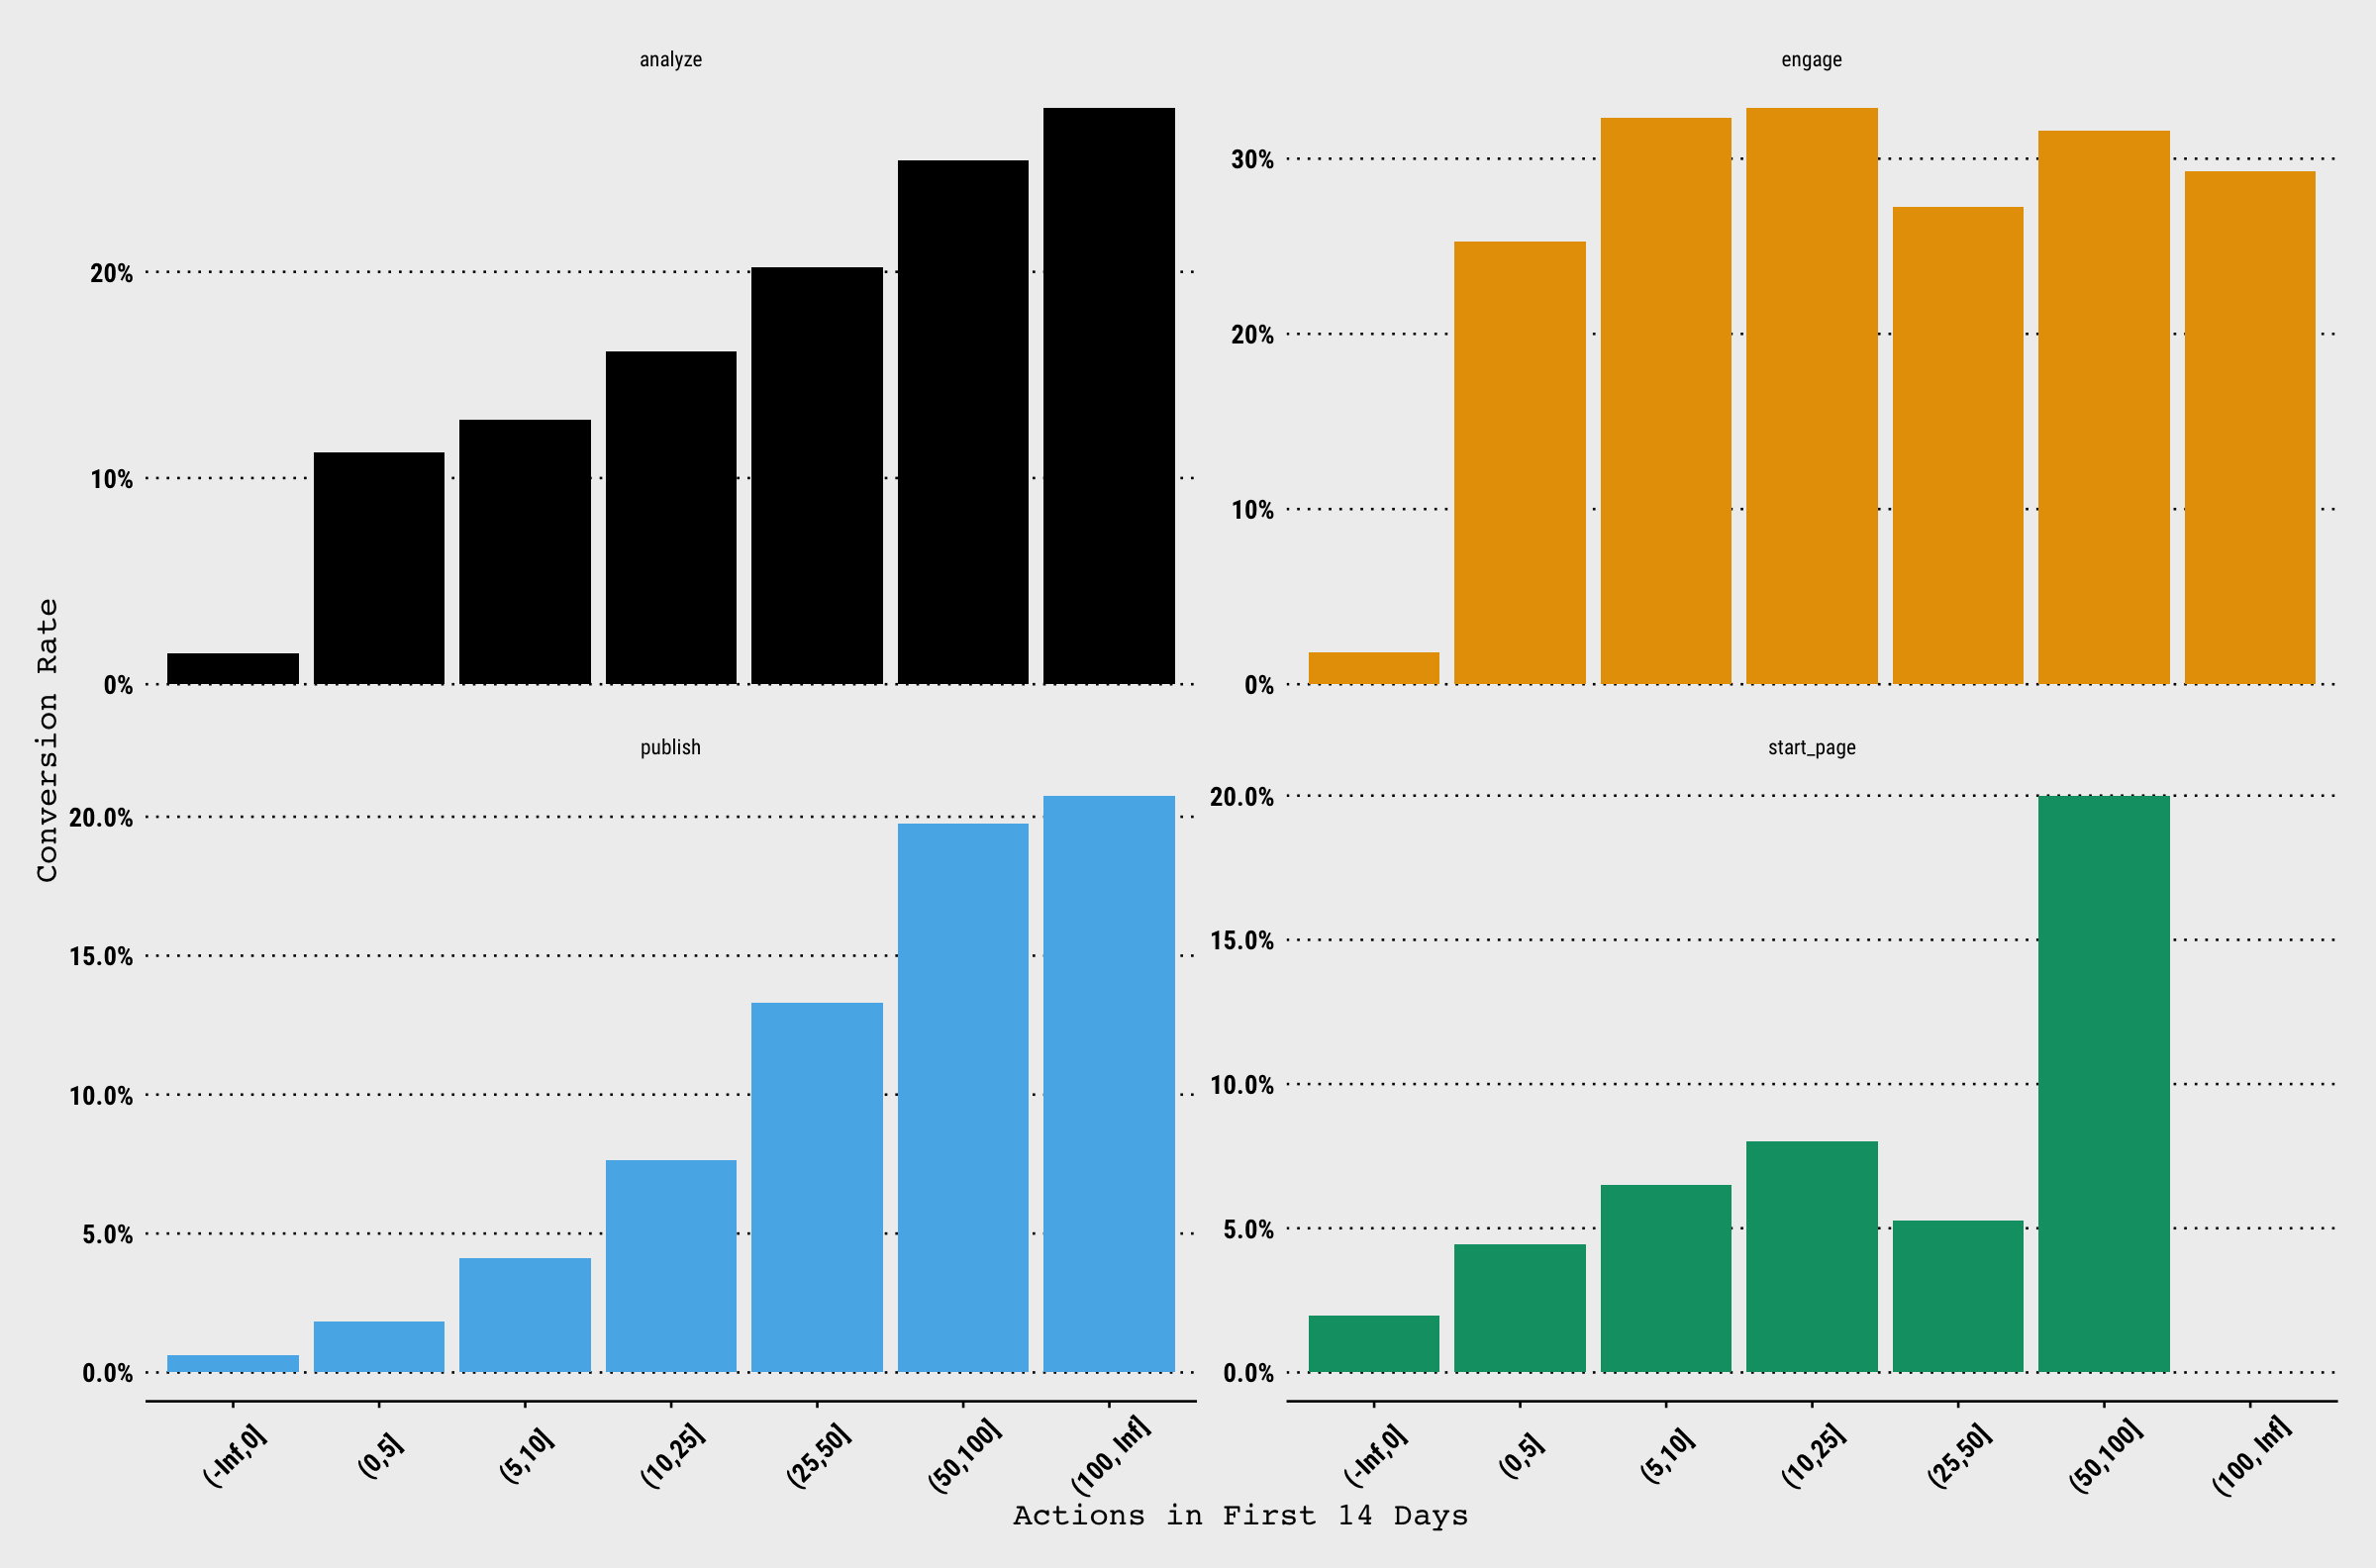 analyze
20%
10%
0%
engage
30%
20%
10%
0%
Conversion Rate
publish
20.0%
15.0%
10.0%
5.0%
0.0%
(-Inf,0]
(0,5]
(5,10]
(10,25]
(25,50]
(50,100]
(100, Inf]
start_page
20.0%
15.0%
10.0%
5.0%
0.0%
(-Inf,0]
(0,5]
(5,10]
(10,25]
(25,50]
(50,100]
(100, Inf]
Actions in First 14 Days